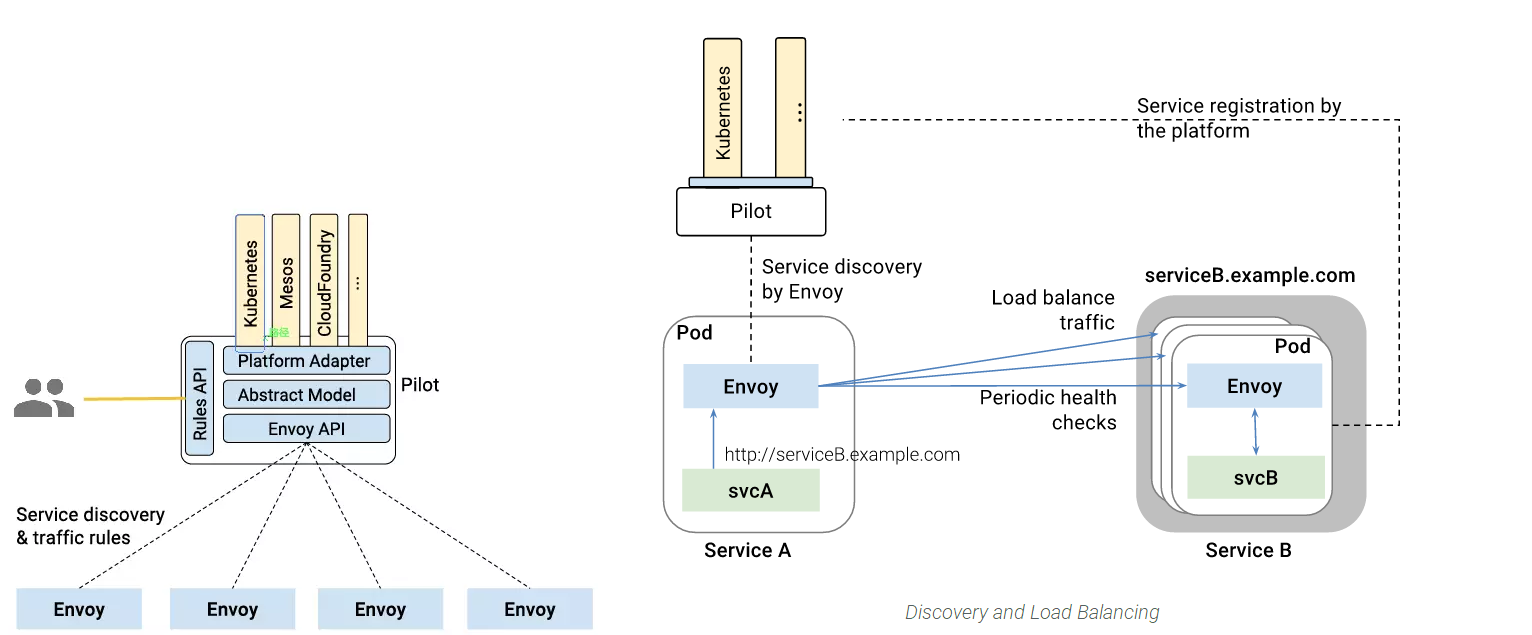 Kubernetes
Mesos
CloudFoundry
...
路径
Rules API
Platform Adapter
Abstract Model
Envoy API
Pilot
Service discovery
& traffic rules
Envoy
Envoy
Envoy
Envoy
Kubernetes
...
Pilot
Service registration by
the platform
Service discovery
by Envoy
Pod
Envoy
http://serviceB.example.com
svcA
Service A
Load balance
traffic
Periodic health
checks
serviceB.example.com
Pod
Envoy
svcB
Service B
Discovery and Load Balancing